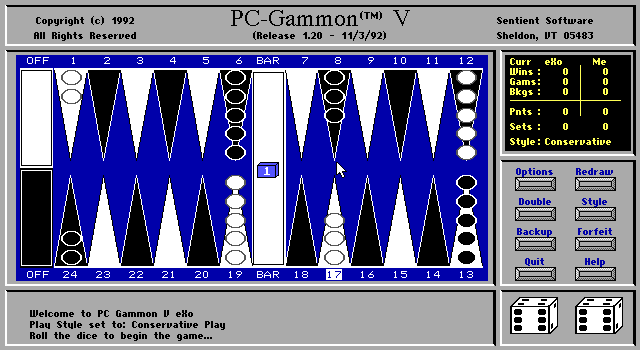 Copyright (c) 1992
All Rights Reserved
PC-Gammon(TM) V
(Release 1.20 - 11/3/92)
Sentient Software
Sheldon, VT 05483
OFF 1 2 3 4 5 6 BAR 7 8 9 10 11 12
1
OFF 24 23 22 21 20 19 BAR 18 17 16 15 14 13
Curr eXo Me
Wins: 0 0
Gams: 0 0
Bkgs: 0 0
Pnts: 0 0
Sets: 0 0
Style: Conservative
Options Redraw
Double Style
Backup Forfeit
Quit Help
Welcome to PC Gammon V eXo
Play Style set to: Conservative Play
Roll the dice to begin the game...